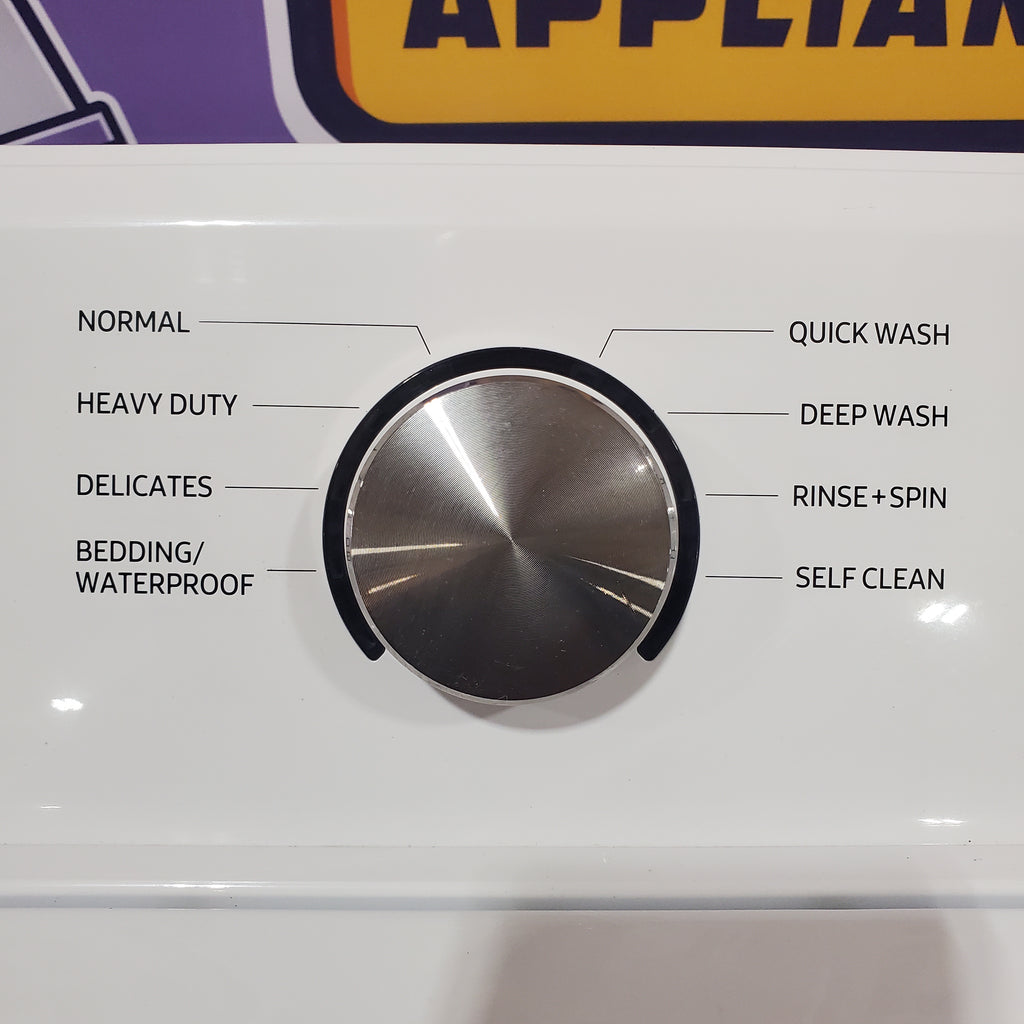 APPLIAN
NORMAL
HEAVY DUTY
DELICATES
BEDDING/
WATERPROOF
QUICK WASH
DEEP WASH
RINSE+SPIN
SELF CLEAN